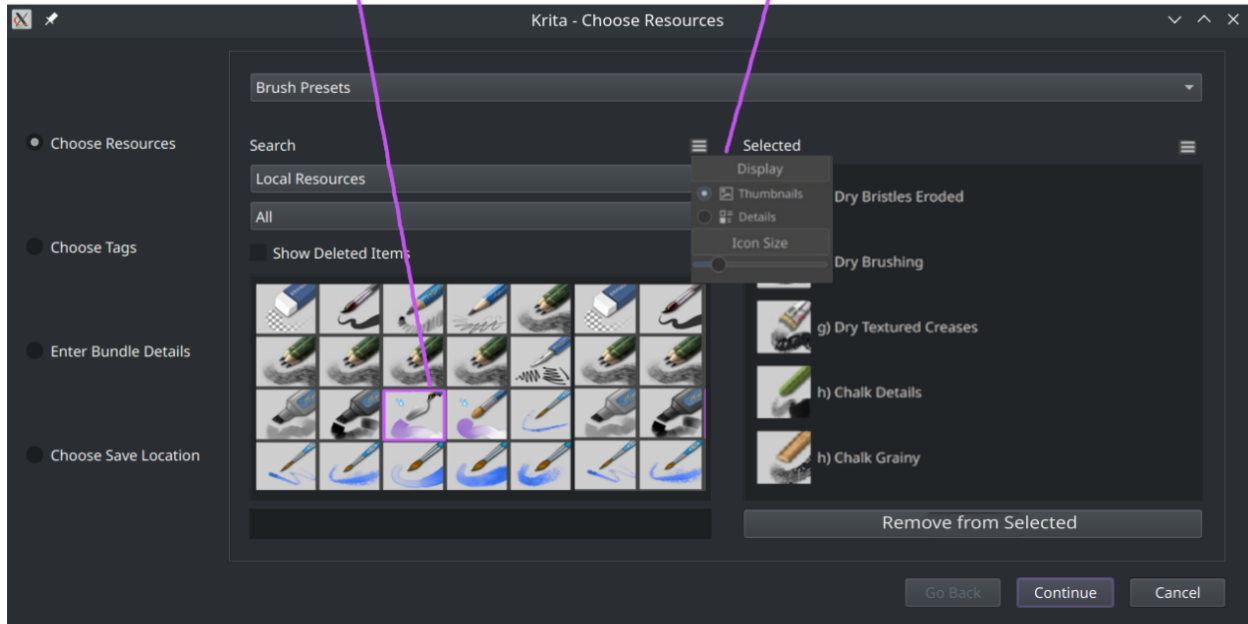 Krita - Choose Resources
Brush Presets
Choose Resources
Choose Tags
Enter Bundle Details
Choose Save Location
Search
Local Resources
All
Show Deleted Items
Display
Thumbnails
Details
Icon Size
Selected
Dry Bristles Eroded
Dry Brushing
g) Dry Textured Creases
h) Chalk Details
h) Chalk Grainy
Remove from Selected
Go Back
Continue
Cancel